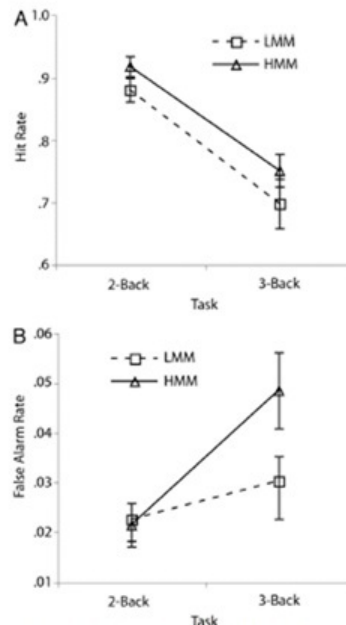 A
1.0
LMM
HMM
.9
Hit Rate
.8
.7
.6
2-Back 3-Back
Task
B
.06
LMM
HMM
.05
False Alarm Rate
.04
.03
.02
.01
2-Back 3-Back
Task